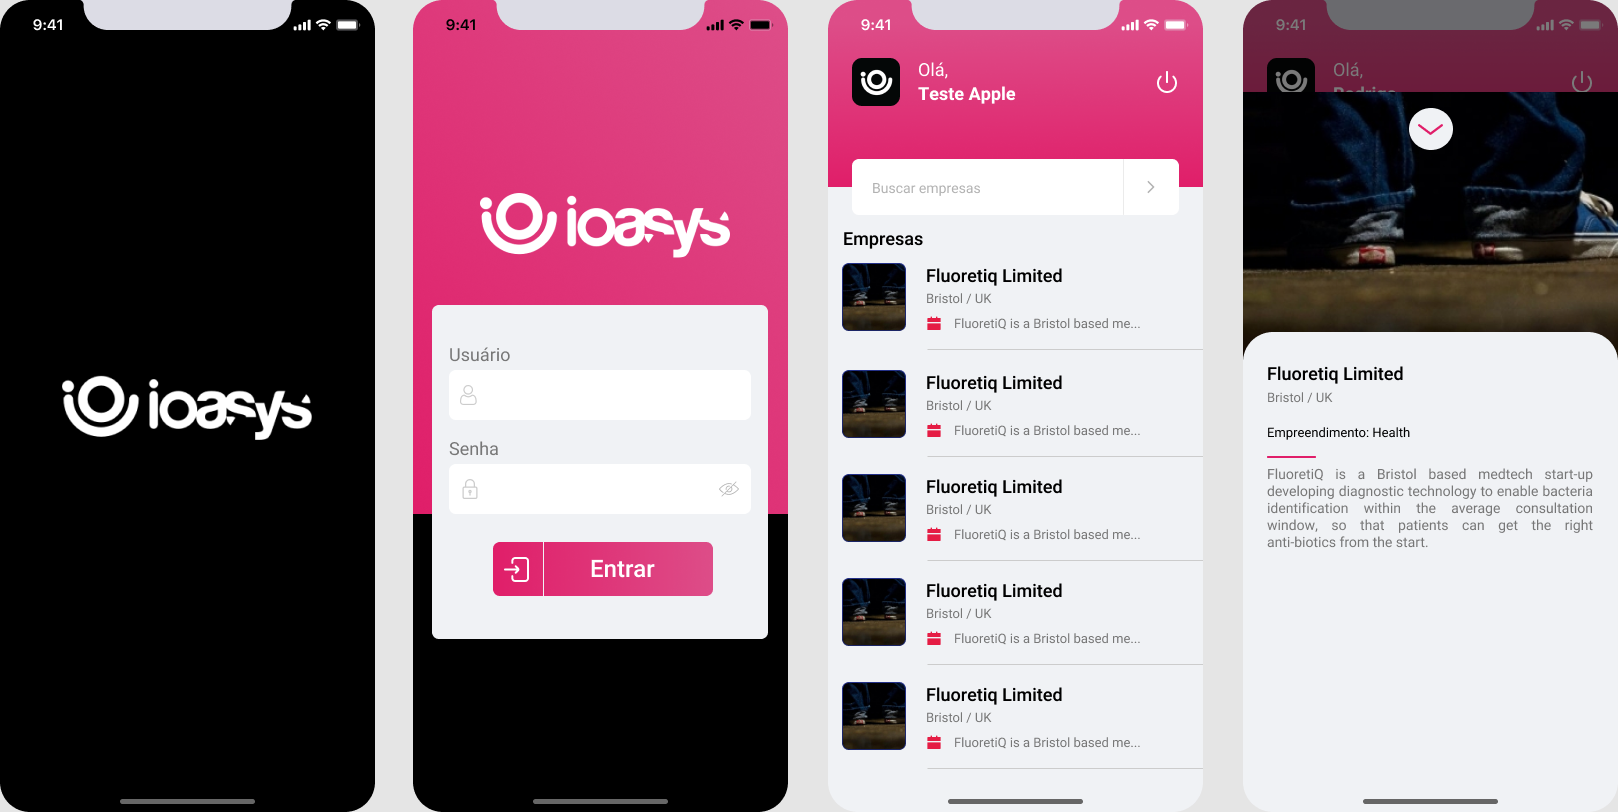 9:41
ioasys
9:41
ioasys
Usuário
Senha
Entrar
9:41
Olá,
Teste Apple
Buscar empresas
Empresas
Fluoretiq Limited
Bristol / UK
FluoretiQ is a Bristol based me...
Fluoretiq Limited
Bristol / UK
FluoretiQ is a Bristol based me...
Fluoretiq Limited
Bristol / UK
FluoretiQ is a Bristol based me...
Fluoretiq Limited
Bristol / UK
FluoretiQ is a Bristol based me...
Fluoretiq Limited
Bristol / UK
FluoretiQ is a Bristol based me...
9:41
Olá,
Fluoretiq Limited
Bristol / UK
Empreendimento: Health
FluoretiQ is a Bristol based medtech start-up
developing diagnostic technology to enable bacteria
identification within the average consultation
window, so that patients can get the right
anti-biotics from the start.